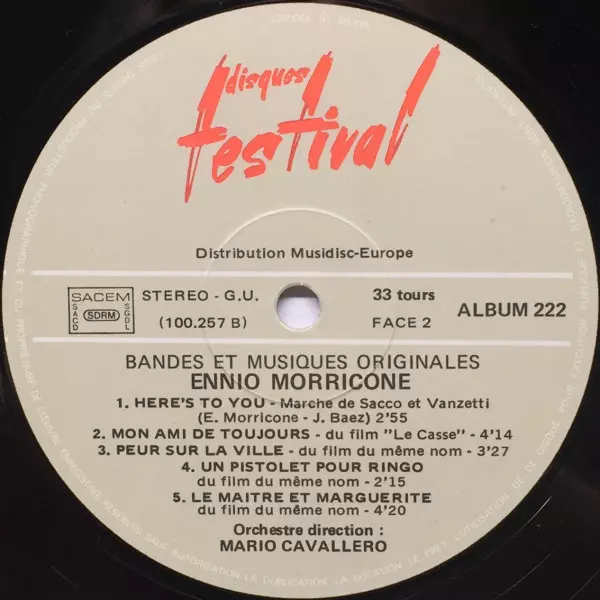 disques
festival
Distribution Musidisc-Europe
SACEM
SACD
SDRM
SGDL
STEREO - G.U.
(100.257 B)
33 tours
FACE 2
ALBUM 222
BANDES ET MUSIQUES ORIGINALES
ENNIO MORRICONE
1. HERE'S TO YOU - Marche de Sacco et Vanzetti
(E. Morricone - J. Baez) 2'55
2. MON AMI DE TOUJOURS - du film "Le Casse" - 4'14
3. PEUR SUR LA VILLE - du film du même nom - 3'27
4. UN PISTOLET POUR RINGO
du film du même nom - 2'15
5. LE MAITRE ET MARGUERITE
du film du même nom - 4'20
Orchestre direction :
MARIO CAVALLERO